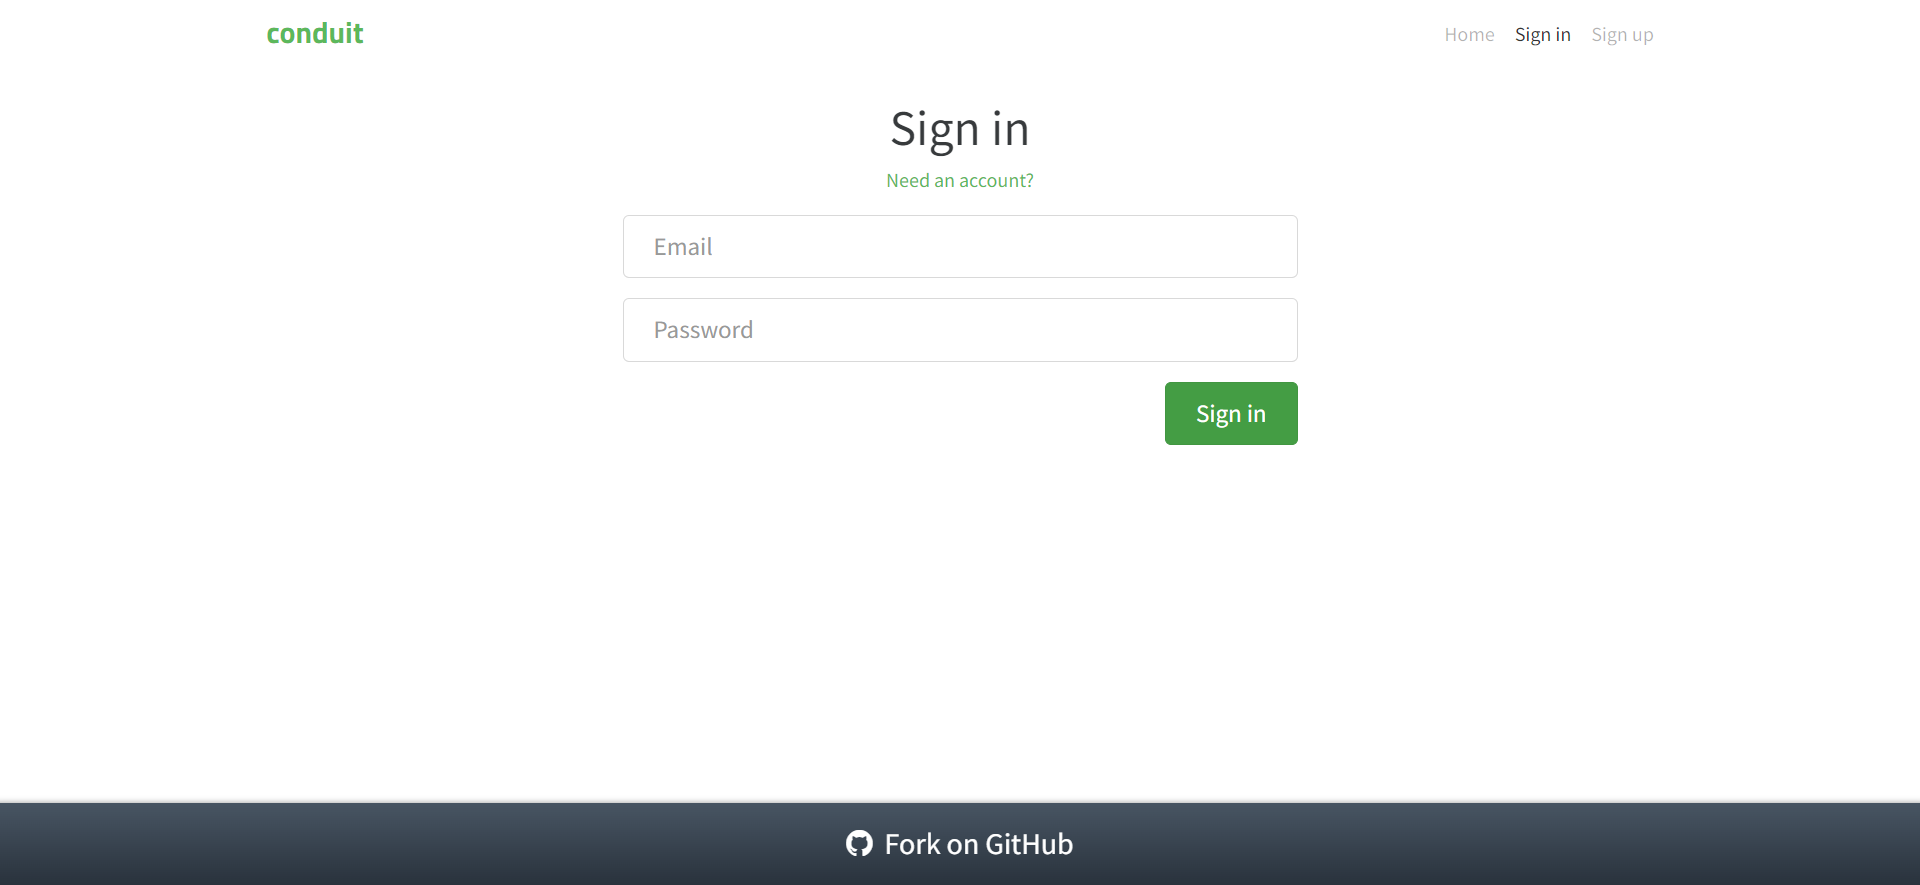 conduit
Home Sign in Sign up
Sign in
Need an account?
Email
Password
Sign in
Fork on GitHub